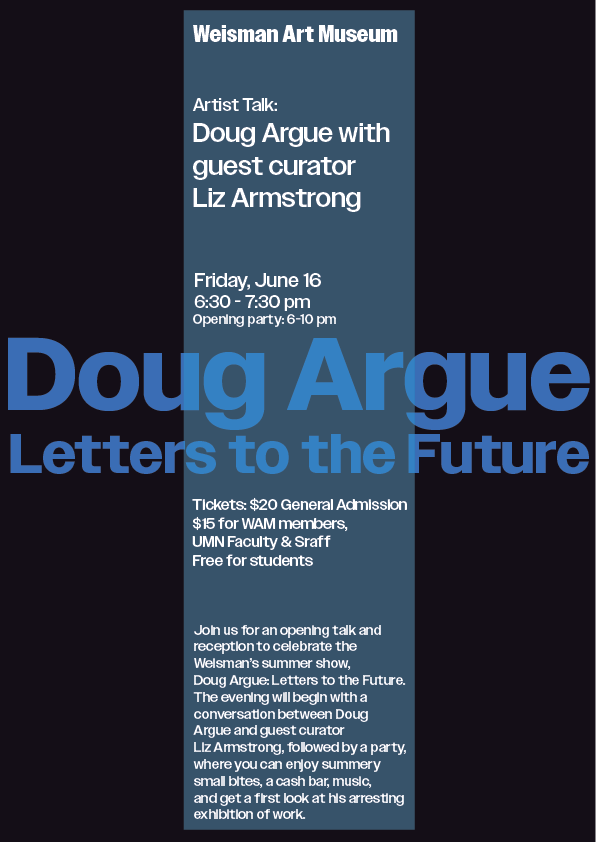 Weisman Art Museum
Artist Talk:
Doug Argue with
guest curator
Liz Armstrong
Friday, June 16
6:30 - 7:30 pm
Opening party: 6-10 pm
Doug Argue
Letters to the Future
Tickets: $20 General Admission
$15 for WAM members,
UMN Faculty & Sraff
Free for students
Join us for an opening talk and
reception to celebrate the
Weisman's summer show,
Doug Argue: Letters to the Future.
The evening will begin with a
conversation between Doug
Argue and guest curator
Liz Armstrong, followed by a party,
where you can enjoy summery
small bites, a cash bar, music,
and get a first look at his arresting
exhibition of work.